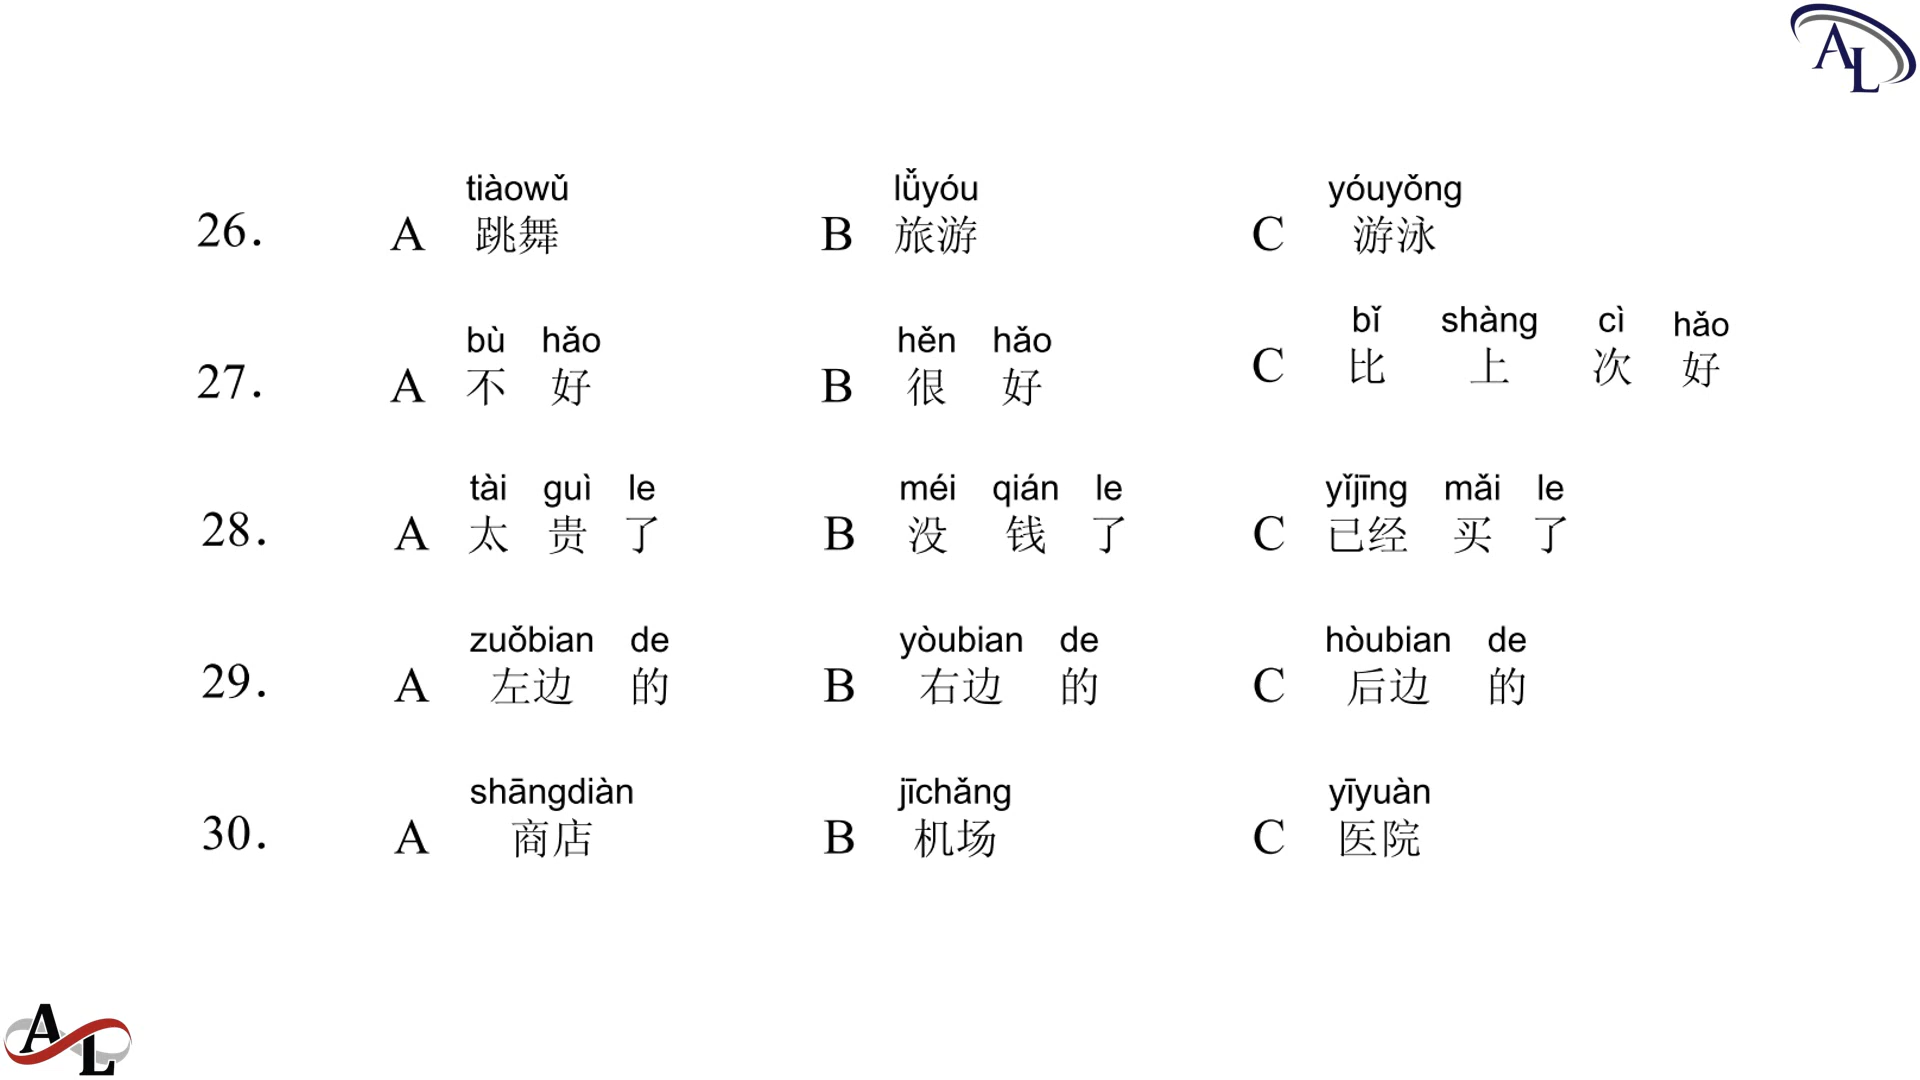 AL
tiàowǔ lǚyóu yóuyǒng
26. A 跳舞 B 旅游 C 游泳
bù hǎo hěn hǎo bǐ shàng cì hǎo
27. A 不 好 B 很 好 C 比 上 次 好
tài guì le méi qián le yǐjīng mǎi le
28. A 太 贵 了 B 没 钱 了 C 已经 买 了
zuǒbian de yòubian de hòubian de
29. A 左边 的 B 右边 的 C 后边 的
shāngdiàn jīchǎng yīyuàn
30. A 商店 B 机场 C 医院
AL